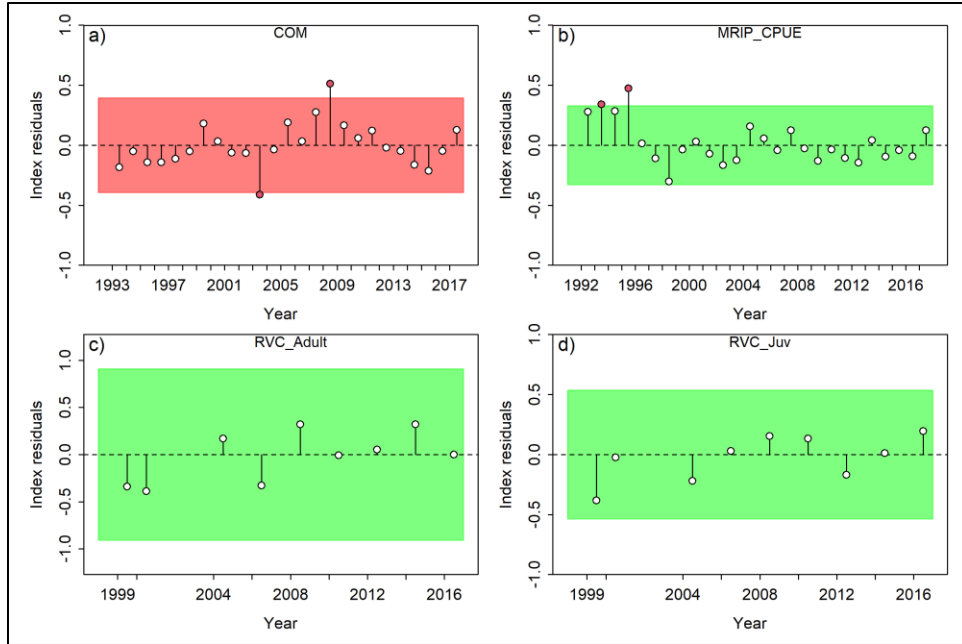 a) COM
1.0
0.5
0.0
-0.5
-1.0
Index residuals
1993 1997 2001 2005 2009 2013 2017
Year
b) MRIP_CPUE
1.0
0.5
0.0
-0.5
-1.0
Index residuals
1992 1996 2000 2004 2008 2012 2016
Year
c) RVC_Adult
1.0
0.5
0.0
-0.5
-1.0
Index residuals
1999 2004 2008 2012 2016
Year
d) RVC_Juv
1.0
0.5
0.0
-0.5
-1.0
Index residuals
1999 2004 2008 2012 2016
Year